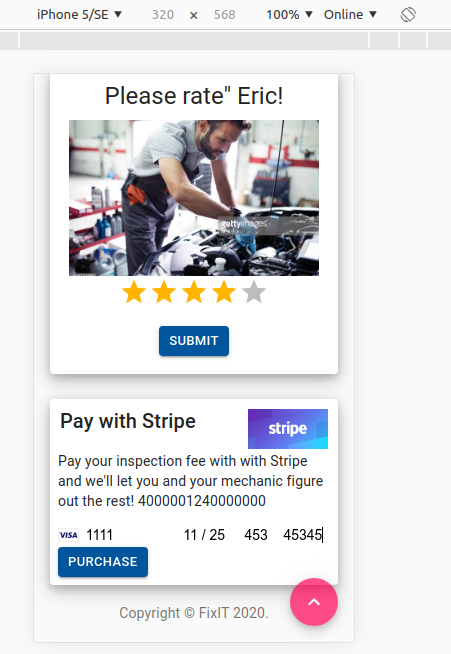 iPhone 5/SE ▼ 320 × 568 100% ▼ Online ▼
Please rate" Eric!
gettyimages
SUBMIT
Pay with Stripe
stripe
Pay your inspection fee with with Stripe
and we'll let you and your mechanic figure
out the rest! 4000001240000000
VISA 1111 11 / 25 453 45345
PURCHASE
Copyright © FixIT 2020.